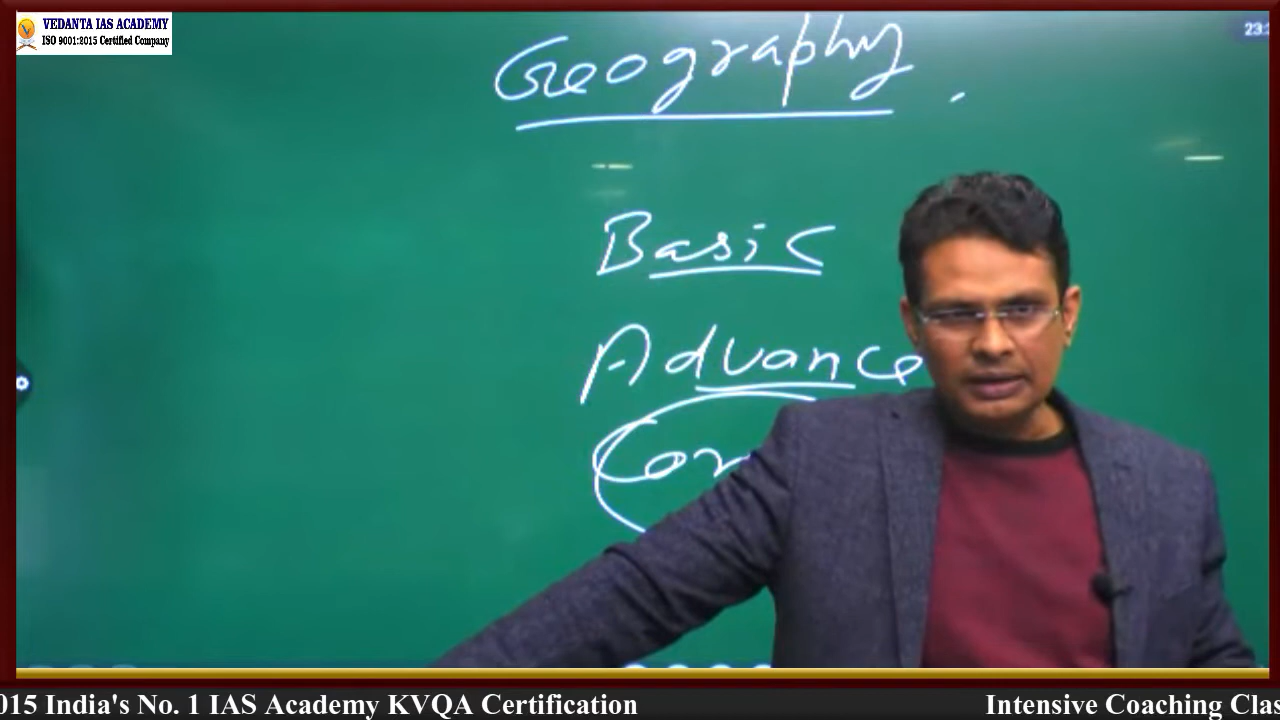 VEDANTA IAS ACADEMY
ISO 9001:2015 Certified Company
Geography
Basic
Advance
015 India's No. 1 IAS Academy KVQA Certification
Intensive Coaching Clas